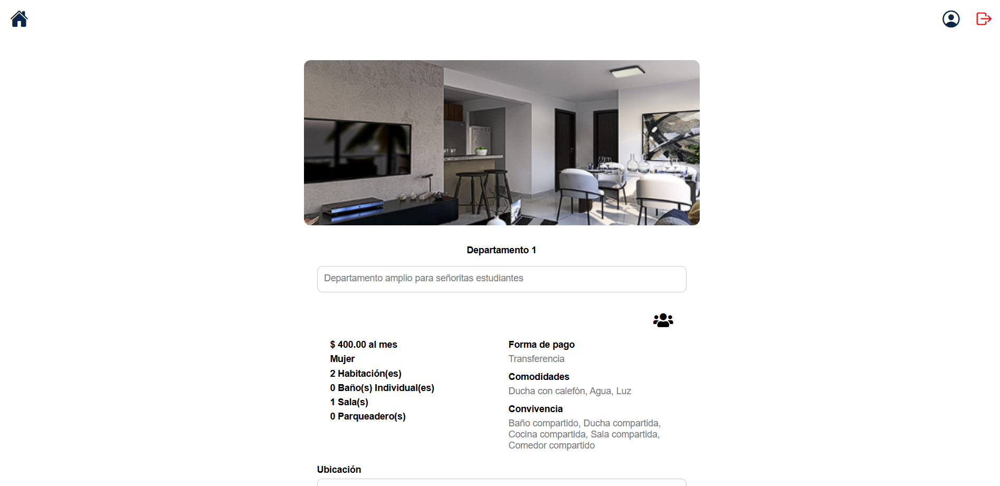 Departamento 1
Departamento amplio para señoritas estudiantes
$ 400.00 al mes
Mujer
2 Habitación(es)
0 Baño(s) Individual(es)
1 Sala(s)
0 Parqueadero(s)
Forma de pago
Transferencia
Comodidades
Ducha con calefón, Agua, Luz
Convivencia
Baño compartido, Ducha compartida,
Cocina compartida, Sala compartida,
Comedor compartido
Ubicación